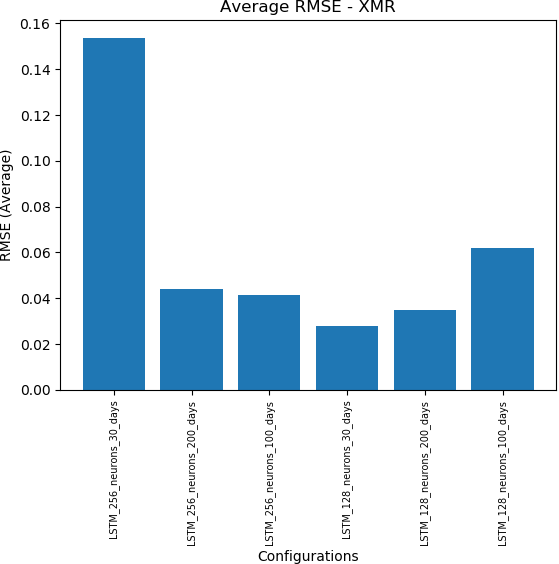 Average RMSE - XMR
RMSE (Average)
0.16
0.14
0.12
0.10
0.08
0.06
0.04
0.02
0.00
LSTM_256_neurons_30_days
LSTM_256_neurons_200_days
LSTM_256_neurons_100_days
LSTM_128_neurons_30_days
LSTM_128_neurons_200_days
LSTM_128_neurons_100_days
Configurations